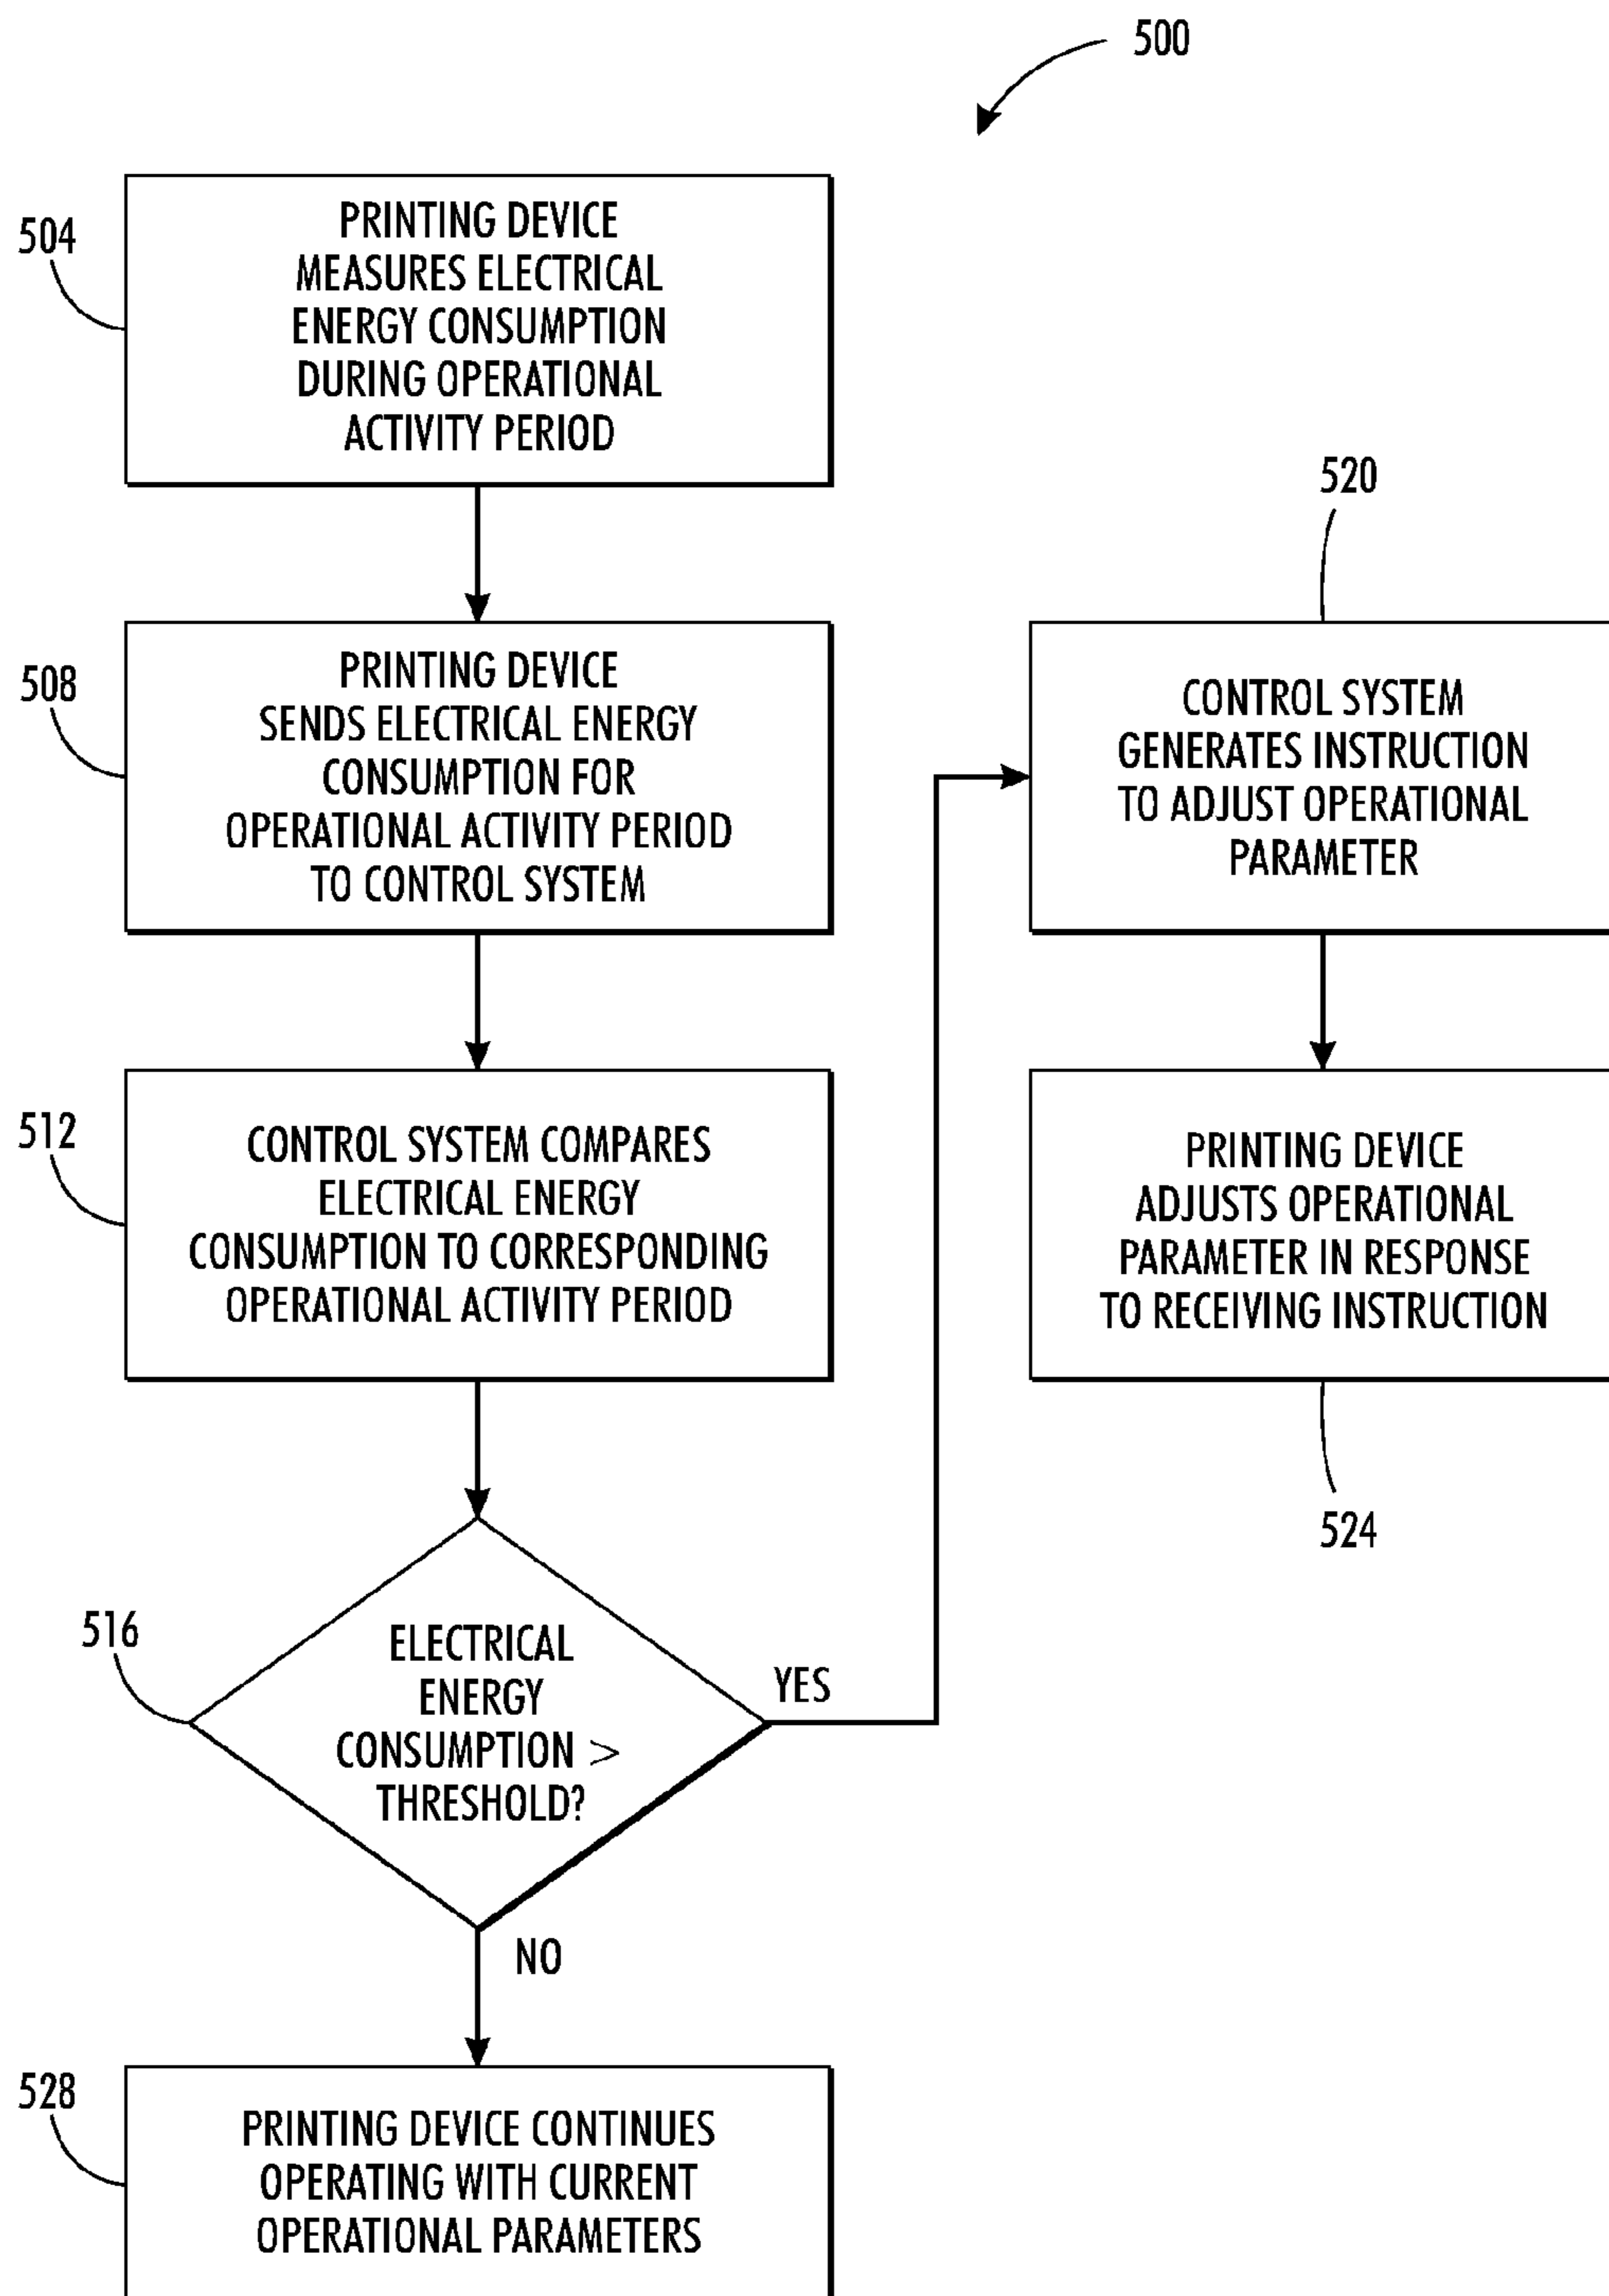 500
504
PRINTING DEVICE
MEASURES ELECTRICAL
ENERGY CONSUMPTION
DURING OPERATIONAL
ACTIVITY PERIOD
508
PRINTING DEVICE
SENDS ELECTRICAL ENERGY
CONSUMPTION FOR
OPERATIONAL ACTIVITY PERIOD
TO CONTROL SYSTEM
512
CONTROL SYSTEM COMPARES
ELECTRICAL ENERGY
CONSUMPTION TO CORRESPONDING
OPERATIONAL ACTIVITY PERIOD
516
ELECTRICAL
ENERGY
CONSUMPTION >
THRESHOLD?
YES
NO
520
CONTROL SYSTEM
GENERATES INSTRUCTION
TO ADJUST OPERATIONAL
PARAMETER
PRINTING DEVICE
ADJUSTS OPERATIONAL
PARAMETER IN RESPONSE
TO RECEIVING INSTRUCTION
524
528
PRINTING DEVICE CONTINUES
OPERATING WITH CURRENT
OPERATIONAL PARAMETERS